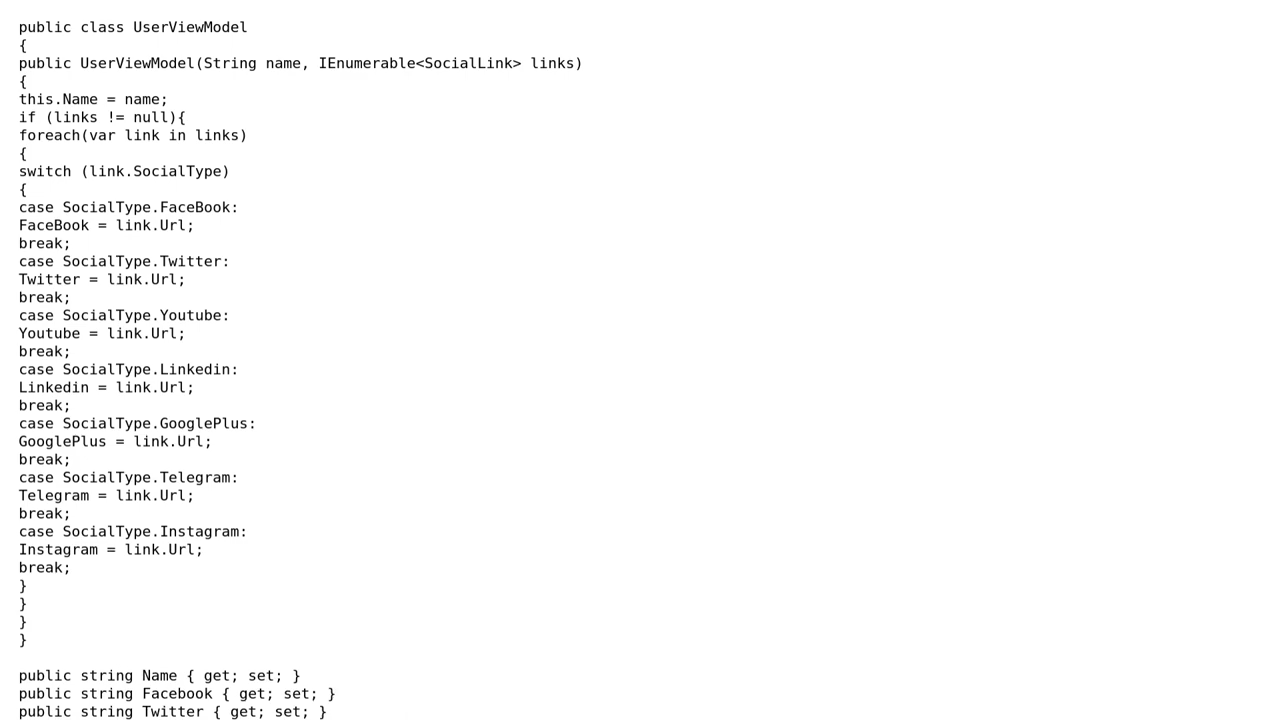 public class UserViewModel
{
public UserViewModel(String name, IEnumerable<SocialLink> links)
{
this.Name = name;
if (links != null){
foreach(var link in links)
{
switch (link.SocialType)
{
case SocialType.FaceBook:
FaceBook = link.Url;
break;
case SocialType.Twitter:
Twitter = link.Url;
break;
case SocialType.Youtube:
Youtube = link.Url;
break;
case SocialType.Linkedin:
Linkedin = link.Url;
break;
case SocialType.GooglePlus:
GooglePlus = link.Url;
break;
case SocialType.Telegram:
Telegram = link.Url;
break;
case SocialType.Instagram:
Instagram = link.Url;
break;
}
}
}
}
public string Name { get; set; }
public string Facebook { get; set; }
public string Twitter { get; set; }